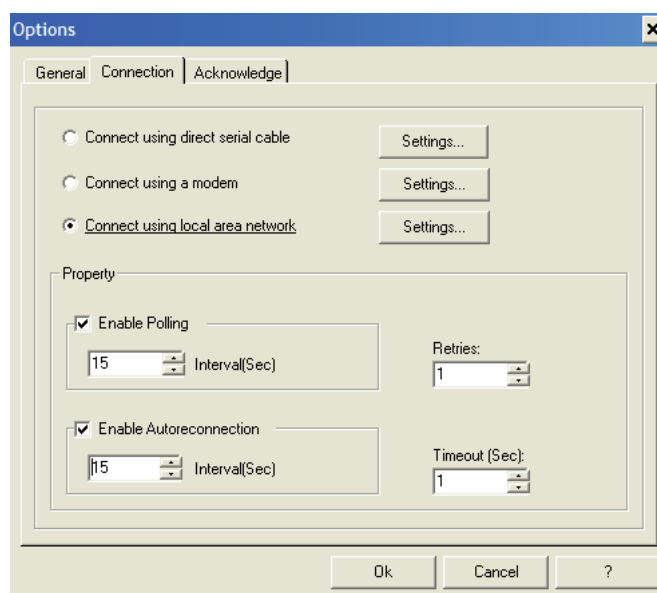 Options
General Connection Acknowledge
Connect using direct serial cable Settings...
Connect using a modem Settings...
Connect using local area network Settings...
Property
Enable Polling
15 Interval(Sec)
Retries:
1
Enable Autoreconnection
15 Interval(Sec)
Timeout (Sec):
1
Ok Cancel ?